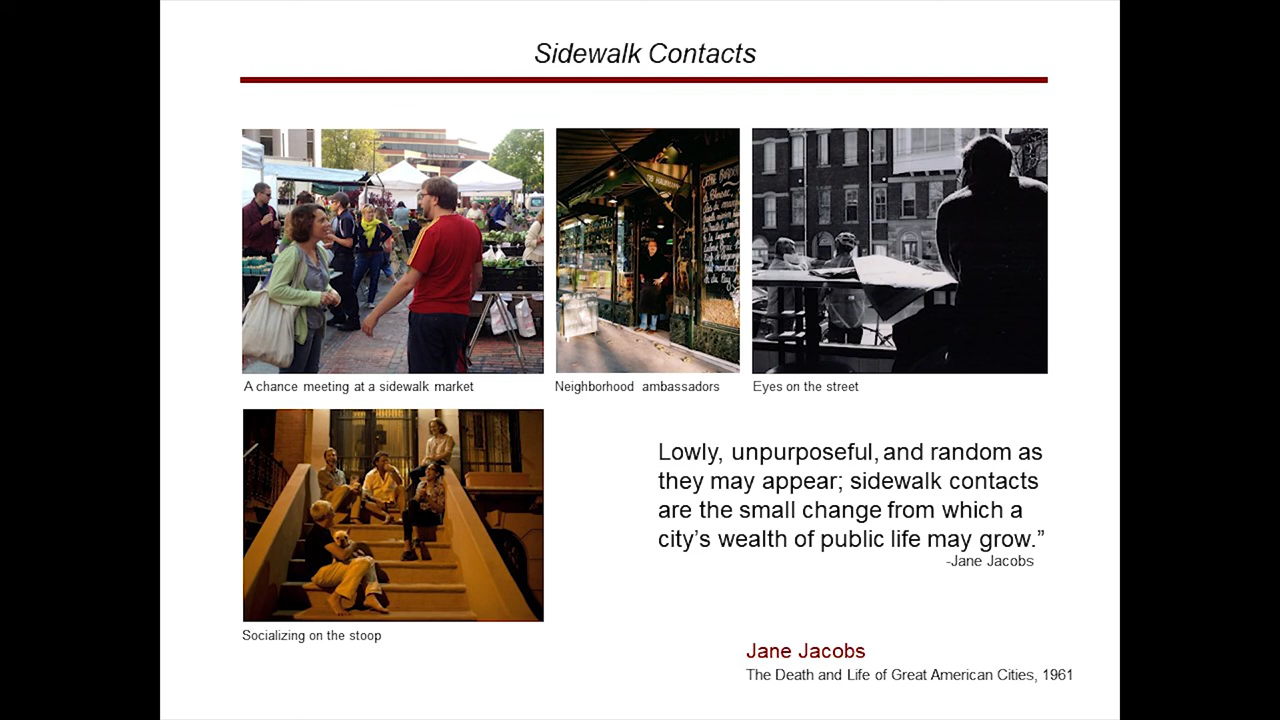 Sidewalk Contacts
A chance meeting at a sidewalk market
Neighborhood ambassadors
Eyes on the street
Lowly, unpurposeful, and random as
they may appear; sidewalk contacts
are the small change from which a
city's wealth of public life may grow.”
-Jane Jacobs
Socializing on the stoop
Jane Jacobs
The Death and Life of Great American Cities, 1961